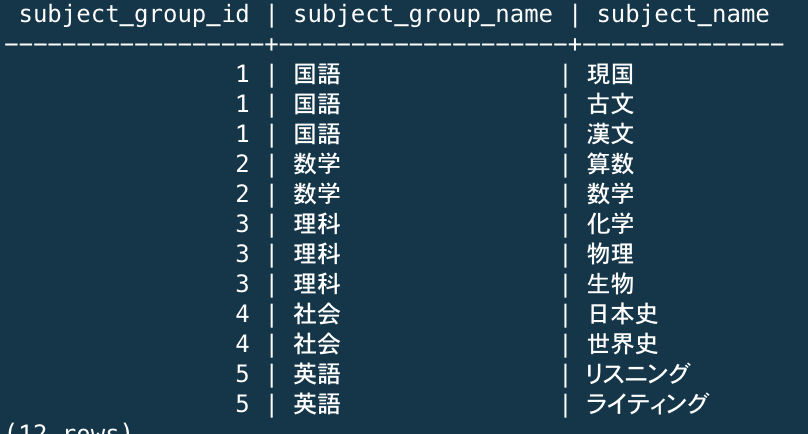 subject_group_id | subject_group_name | subject_name
------------------+--------------------+--------------
1 | 国語 | 現国
1 | 国語 | 古文
1 | 国語 | 漢文
2 | 数学 | 算数
2 | 数学 | 数学
3 | 理科 | 化学
3 | 理科 | 物理
3 | 理科 | 生物
4 | 社会 | 日本史
4 | 社会 | 世界史
5 | 英語 | リスニング
5 | 英語 | ライティング
(12 rows)